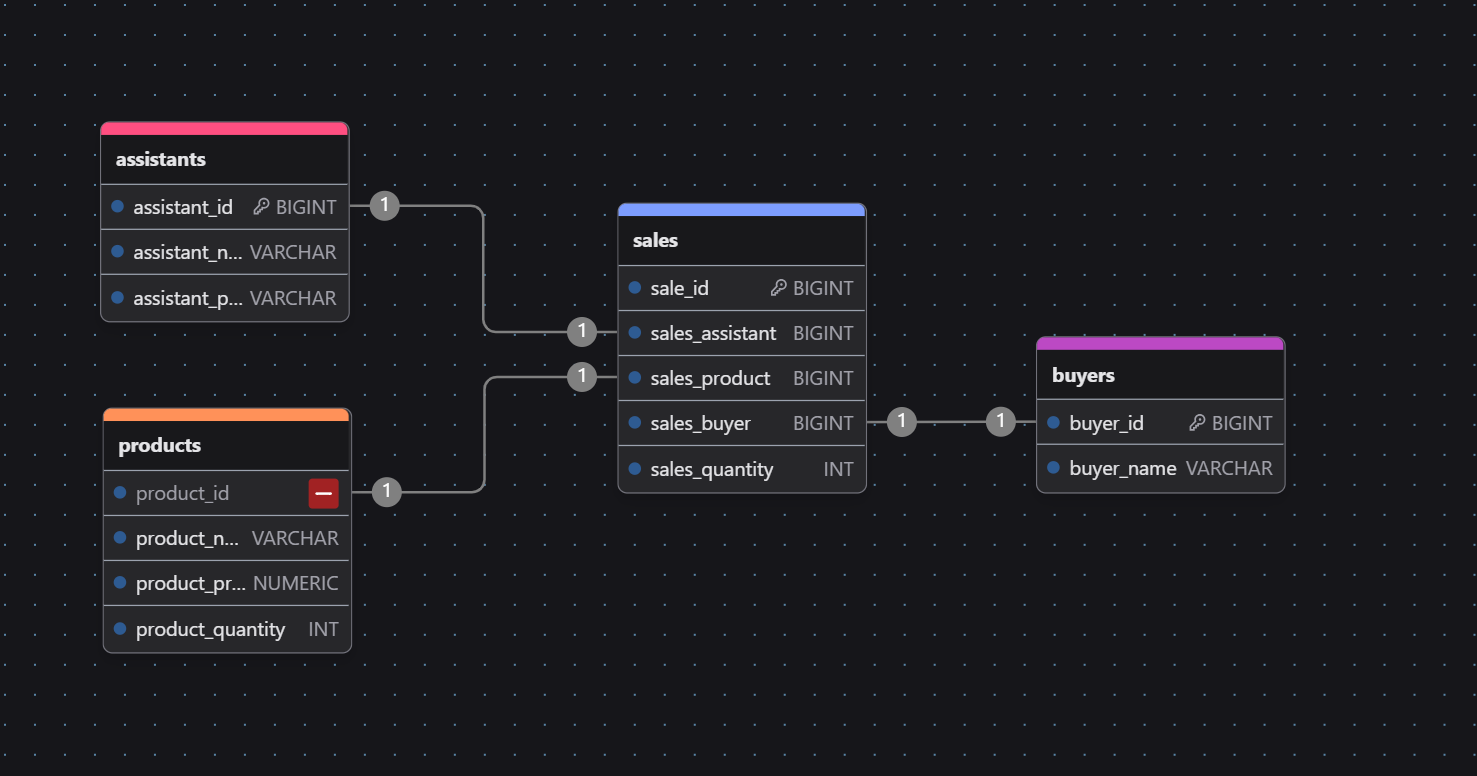 assistants
assistant_id BIGINT
assistant_n... VARCHAR
assistant_p... VARCHAR
1
1
sales
sale_id BIGINT
sales_assistant BIGINT
sales_product BIGINT
sales_buyer BIGINT
sales_quantity INT
1
1
buyers
buyer_id BIGINT
buyer_name VARCHAR
products
product_id
product_n... VARCHAR
product_pr... NUMERIC
product_quantity INT
1
1